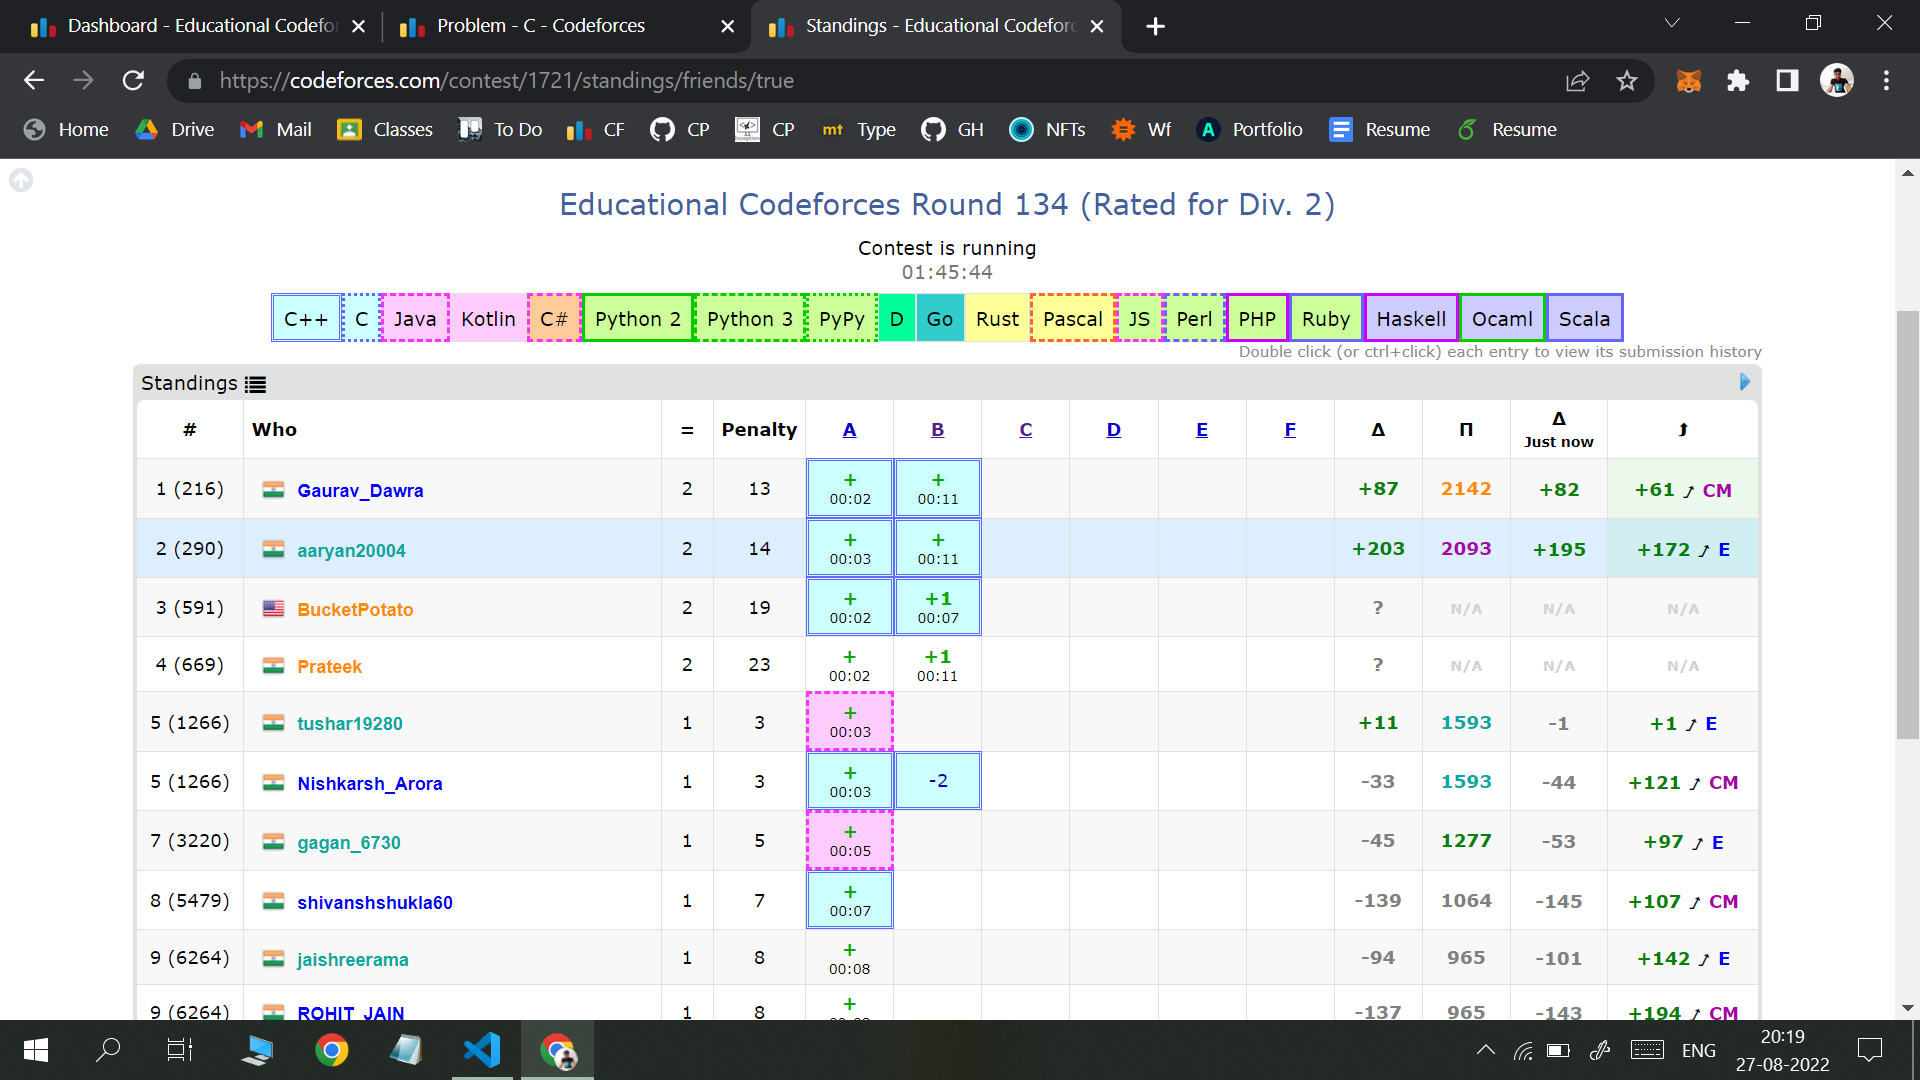 Dashboard - Educational Codefor
Problem - C - Codeforces
Standings - Educational Codeforc
https://codeforces.com/contest/1721/standings/friends/true
Home Drive Mail Classes To Do CF CP CP mt Type GH NFTs Wf A Portfolio Resume Resume
Educational Codeforces Round 134 (Rated for Div. 2)
Contest is running
01:45:44
C++ C Java Kotlin C# Python 2 Python 3 PyPy D Go Rust Pascal JS Perl PHP Ruby Haskell Ocaml Scala
Double click (or ctrl+click) each entry to view its submission history
Standings
# Who = Penalty A B C D E F Δ Π Δ Just now
1 (216) Gaurav_Dawra 2 13 + 00:02 + 00:11 +87 2142 +82 +61 CM
2 (290) aaryan20004 2 14 + 00:03 + 00:11 +203 2093 +195 +172 E
3 (591) BucketPotato 2 19 + 00:02 +1 00:07 ? N/A N/A N/A
4 (669) Prateek 2 23 + 00:02 +1 00:11 ? N/A N/A N/A
5 (1266) tushar19280 1 3 + 00:03 +11 1593 -1 +1 E
5 (1266) Nishkarsh_Arora 1 3 + 00:03 -2 -33 1593 -44 +121 CM
7 (3220) gagan_6730 1 5 + 00:05 -45 1277 -53 +97 E
8 (5479) shivanshshukla60 1 7 + 00:07 -139 1064 -145 +107 CM
9 (6264) jaishreerama 1 8 + 00:08 -94 965 -101 +142 E
9 (6264) ROHIT_JAIN 1 8 + -137 965 -143 +194 CM
ENG
20:19
27-08-2022